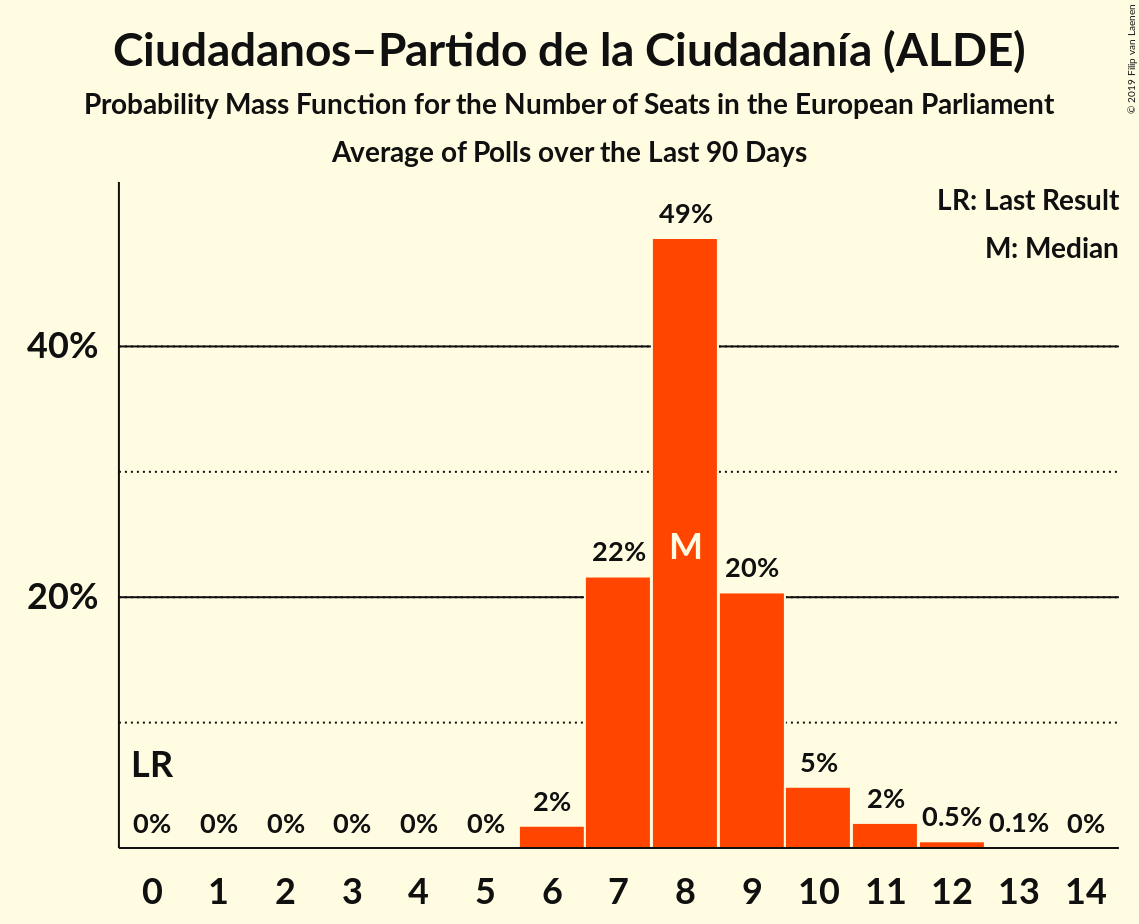 Ciudadanos–Partido de la Ciudadanía (ALDE)
Probability Mass Function for the Number of Seats in the European Parliament
Average of Polls over the Last 90 Days
© 2019 Filip van Laenen
LR: Last Result
M: Median
49%
40%
22%
M
20%
20%
LR
0% 0% 0% 0% 0% 0% 2% 5% 2% 0.5% 0.1% 0%
0 1 2 3 4 5 6 7 8 9 10 11 12 13 14